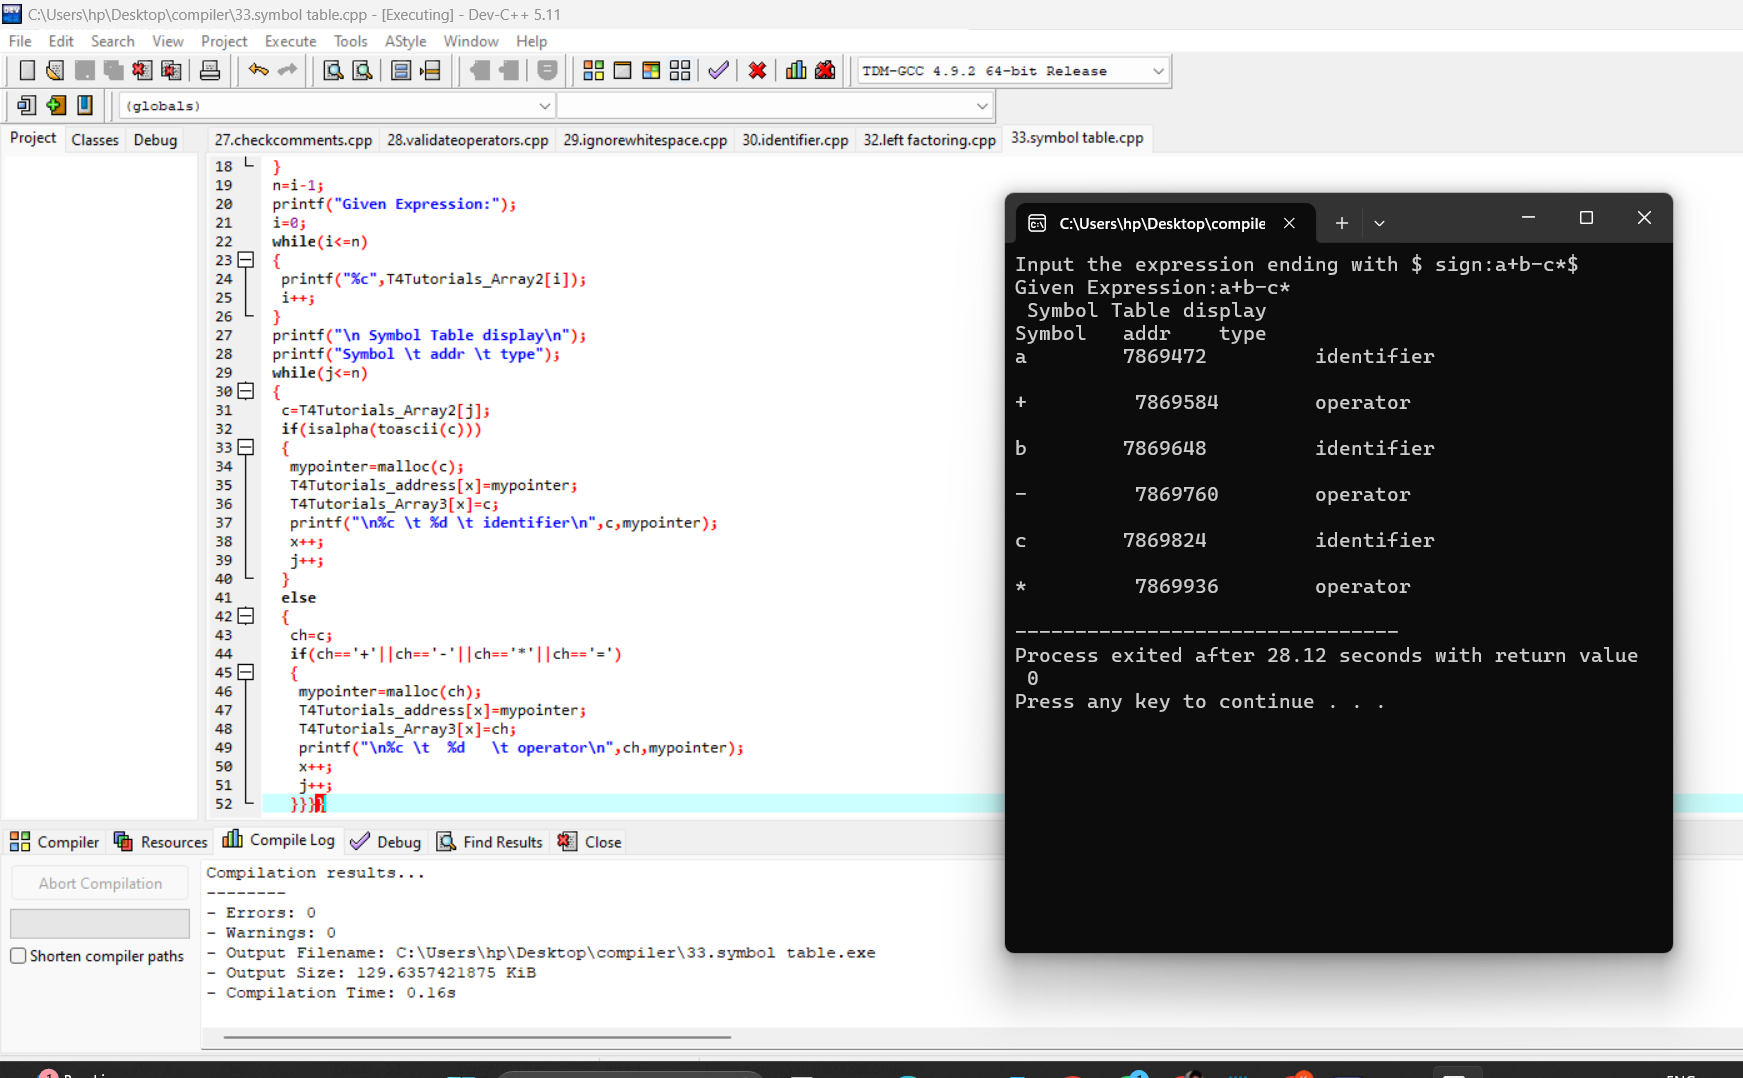 C:\Users\hp\Desktop\compiler\33.symbol table.cpp - [Executing] - Dev-C++ 5.11
File Edit Search View Project Execute Tools AStyle Window Help
TDM-GCC 4.9.2 64-bit Release
(globals)
Project Classes Debug 27.checkcomments.cpp 28.validateoperators.cpp 29.ignorewhitespace.cpp 30.identifier.cpp 32.left factoring.cpp 33.symbol table.cpp
18 }
19 n=i-1;
20 printf("Given Expression:");
21 i=0;
22 while(i<=n)
23 {
24 printf("%c",T4Tutorials_Array2[i]);
25 i++;
26 }
27 printf("\n Symbol Table display\n");
28 printf("Symbol \t addr \t type");
29 while(j<=n)
30 {
31 c=T4Tutorials_Array2[j];
32 if(isalpha(toascii(c)))
33 {
34 mypointer=malloc(c);
35 T4Tutorials_address[x]=mypointer;
36 T4Tutorials_Array3[x]=c;
37 printf("\n%c \t %d \t identifier\n",c,mypointer);
38 x++;
39 j++;
40 }
41 else
42 {
43 ch=c;
44 if(ch=='+'||ch=='-'||ch=='*'||ch=='=')
45 {
46 mypointer=malloc(ch);
47 T4Tutorials_address[x]=mypointer;
48 T4Tutorials_Array3[x]=ch;
49 printf("\n%c \t  %d   \t operator\n",ch,mypointer);
50 x++;
51 j++;
52 }}}}
C:\Users\hp\Desktop\compile
Input the expression ending with $ sign:a+b-c*$
Given Expression:a+b-c*
Symbol Table display
Symbol addr type
a 7869472 identifier
+ 7869584 operator
b 7869648 identifier
- 7869760 operator
c 7869824 identifier
* 7869936 operator
--------------------------------
Process exited after 28.12 seconds with return value
0
Press any key to continue . . .
Compiler Resources Compile Log Debug Find Results Close
Abort Compilation
Shorten compiler paths
Compilation results...
--------
- Errors: 0
- Warnings: 0
- Output Filename: C:\Users\hp\Desktop\compiler\33.symbol table.exe
- Output Size: 129.6357421875 KiB
- Compilation Time: 0.16s
1
1